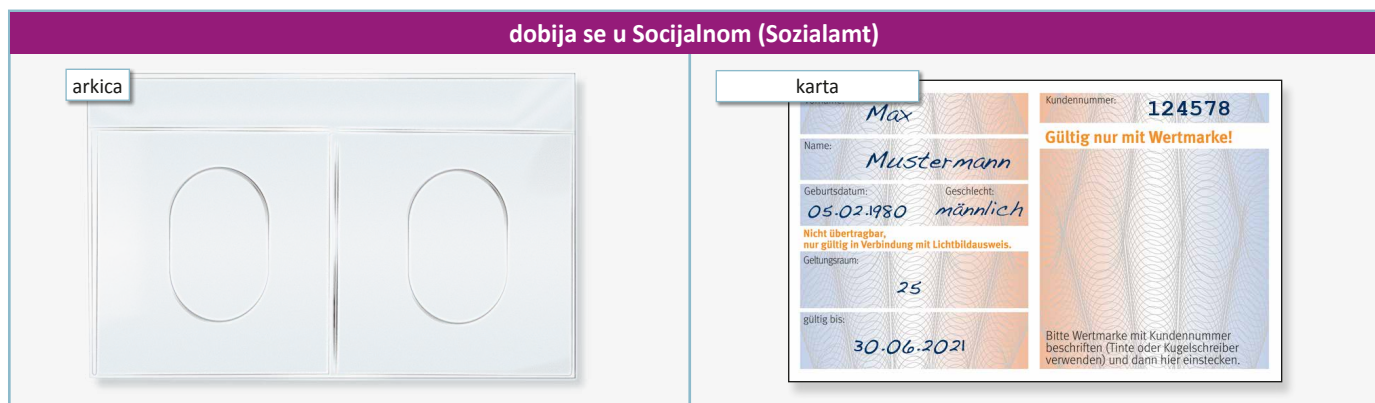 dobija se u Socijalnom (Sozialamt)
arkica
karta
Max
Name:
Mustermann
Geburtsdatum: Geschlecht:
05.02.1980 männlich
Nicht übertragbar,
nur gültig in Verbindung mit Lichtbildausweis.
Geltungsraum:
25
gültig bis:
30.06.2021
Kundennummer: 124578
Gültig nur mit Wertmarke!
Bitte Wertmarke mit Kundennummer
beschriften (Tinte oder Kugelschreiber
verwenden) und dann hier einstecken.